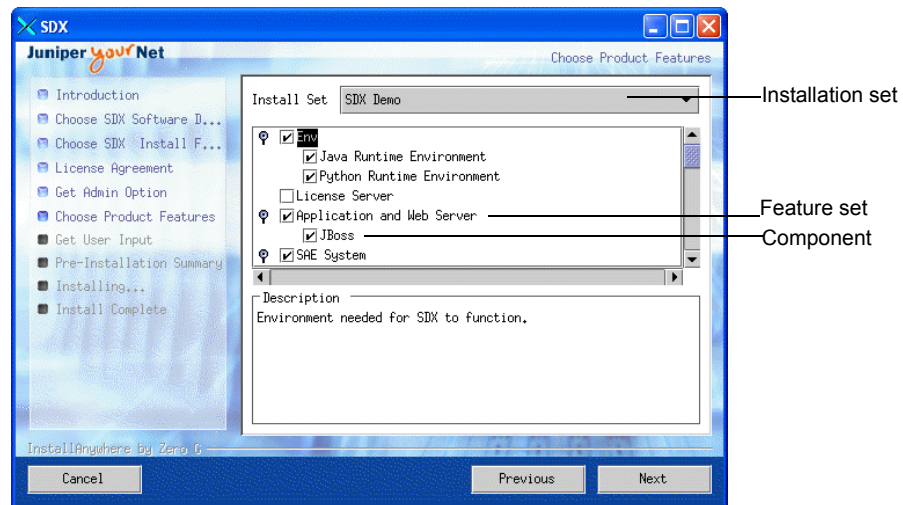 SDX
Juniper your Net
Choose Product Features
Introduction
Choose SDX Software D...
Choose SDX Install F...
License Agreement
Get Admin Option
Choose Product Features
Get User Input
Pre-Installation Summary
Installing...
Install Complete
Install Set SDX Demo
Installation set
Env
Java Runtime Environment
Python Runtime Environment
License Server
Application and Web Server
Feature set
JBoss
Component
SAE System
Description
Environment needed for SDX to function.
InstallAnywhere by Zero G
Cancel
Previous
Next